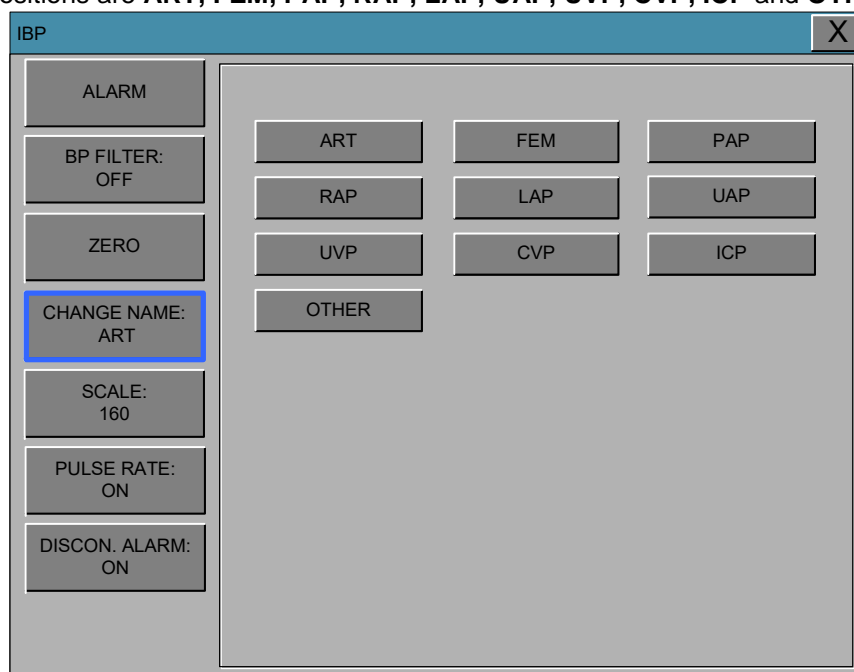 ositions are ART, FEM, PAP, RAP, LAP, UAP, UVP, CVP, ICP and OTH
IBP
X
ALARM
BP FILTER:
OFF
ZERO
CHANGE NAME:
ART
SCALE:
160
PULSE RATE:
ON
DISCON. ALARM:
ON
ART FEM PAP
RAP LAP UAP
UVP CVP ICP
OTHER